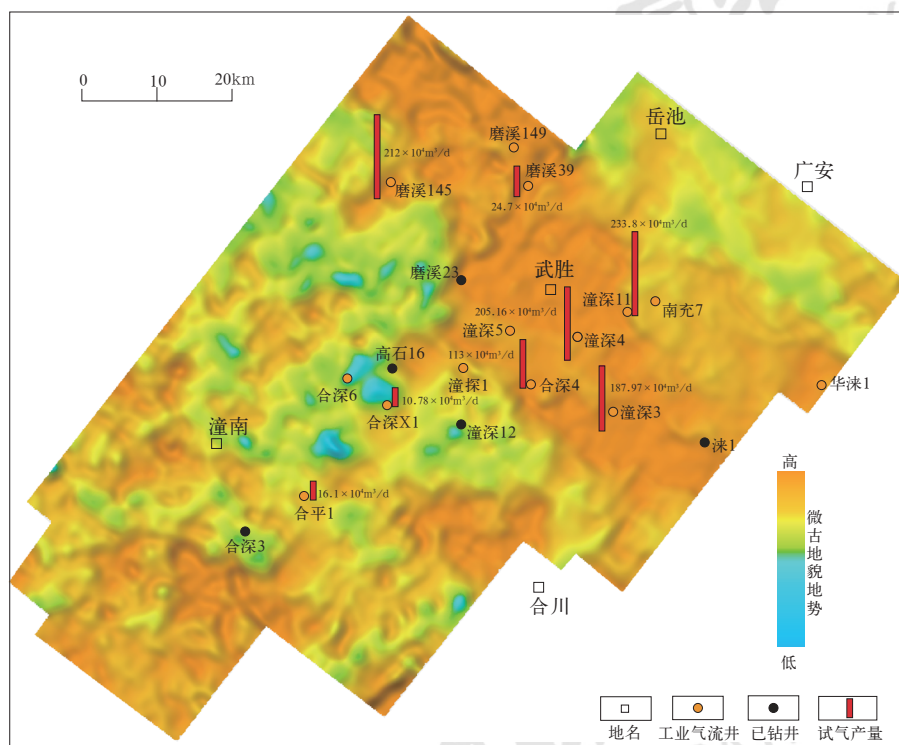 0 10 20km
岳池
广安
磨溪149
212×10⁴m³/d
磨溪39
磨溪145
24.7×10⁴m³/d
233.8×10⁴m³/d
磨溪23
武胜
潼深11
南充7
205.16×10⁴m³/d
潼深5
潼深4
高石16
113×10⁴m³/d
潼探1
合深4
华涞1
合深6
187.97×10⁴m³/d
10.78×10⁴m³/d
合深X1
潼深3
潼南
潼深12
涞1
高
16.1×10⁴m³/d
合平1
微古地貌地势
合深3
合川
低
地名 工业气流井 已钻井 试气产量